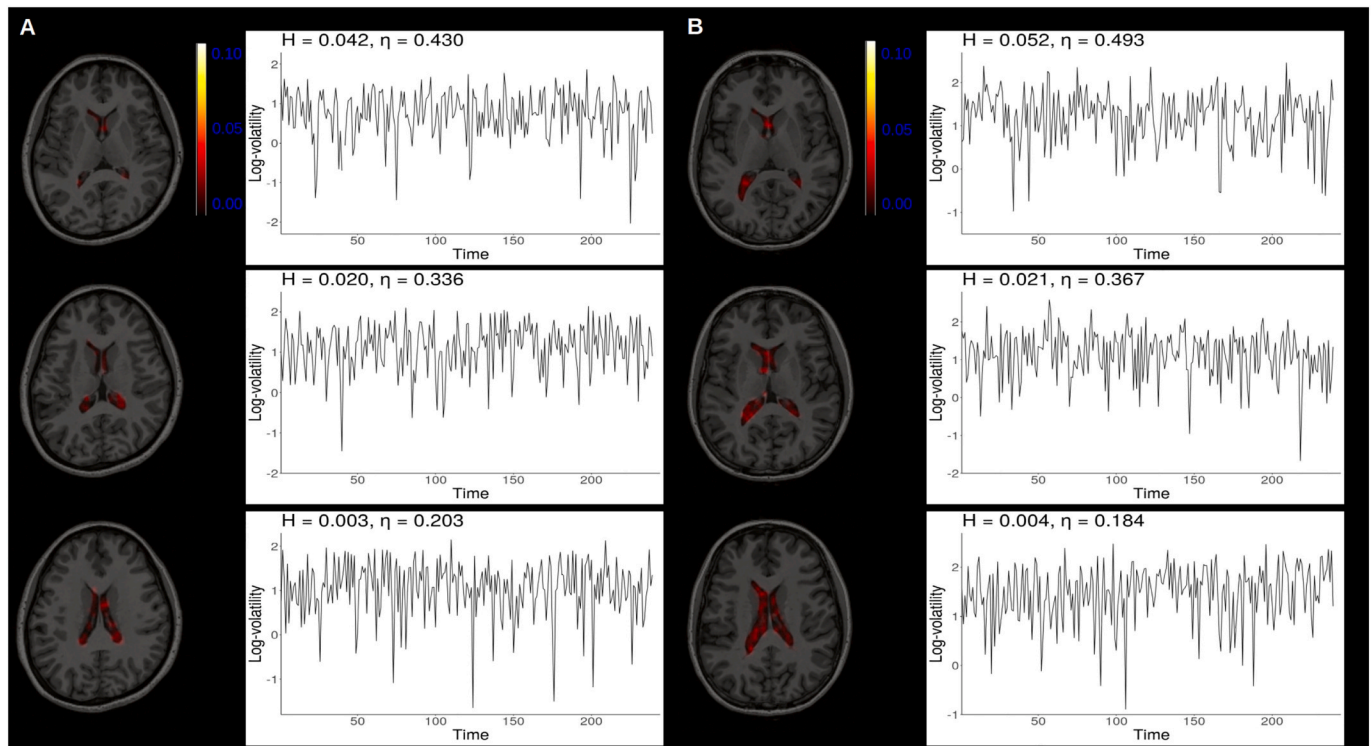 A
0.10
0.05
0.00
H = 0.042, η = 0.430
Log-volatility
2
1
0
-1
-2
50 100 150 200
Time
B
0.10
0.05
0.00
H = 0.052, η = 0.493
Log-volatility
2
1
0
-1
50 100 150 200
Time
H = 0.020, η = 0.336
Log-volatility
2
1
0
-1
-2
50 100 150 200
Time
H = 0.021, η = 0.367
Log-volatility
2
1
0
-1
-2
50 100 150 200
Time
H = 0.003, η = 0.203
Log-volatility
2
1
0
-1
50 100 150 200
Time
H = 0.004, η = 0.184
Log-volatility
2
1
0
-1
50 100 150 200
Time